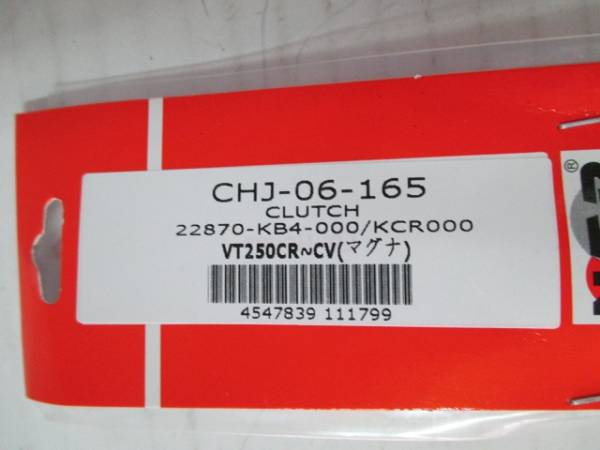 CHJ-06-165
CLUTCH
22870-KB4-000/KCR000
VT250CR~CV(マグナ)
4547839 111799
®